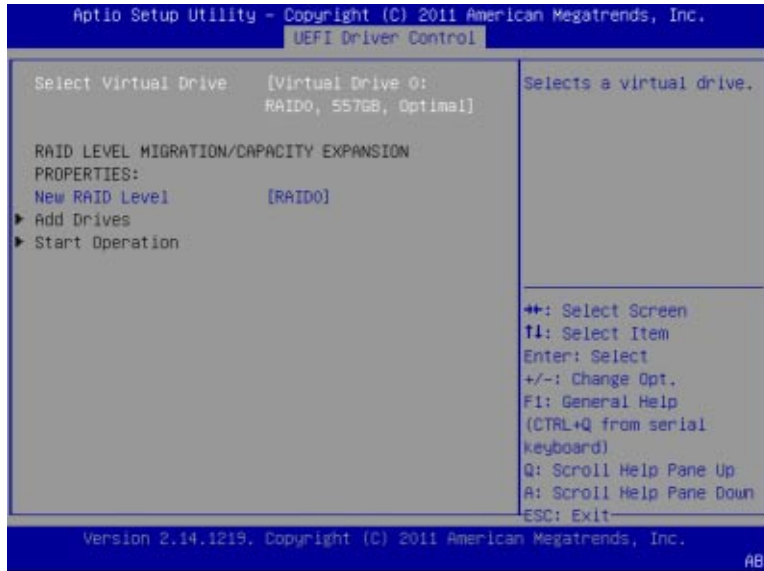 Aptio Setup Utility - Copyright (C) 2011 American Megatrends, Inc.
UEFI Driver Control
Select Virtual Drive [Virtual Drive 0:
RAID0, 557GB, Optimal]
RAID LEVEL MIGRATION/CAPACITY EXPANSION
PROPERTIES:
New RAID Level [RAID0]
▶ Add Drives
▶ Start Operation
Selects a virtual drive.
→←: Select Screen
↑↓: Select Item
Enter: Select
+/-: Change Opt.
F1: General Help
(CTRL+Q from serial
keyboard)
Q: Scroll Help Pane Up
A: Scroll Help Pane Down
ESC: Exit
Version 2.14.1219. Copyright (C) 2011 American Megatrends, Inc.
AB